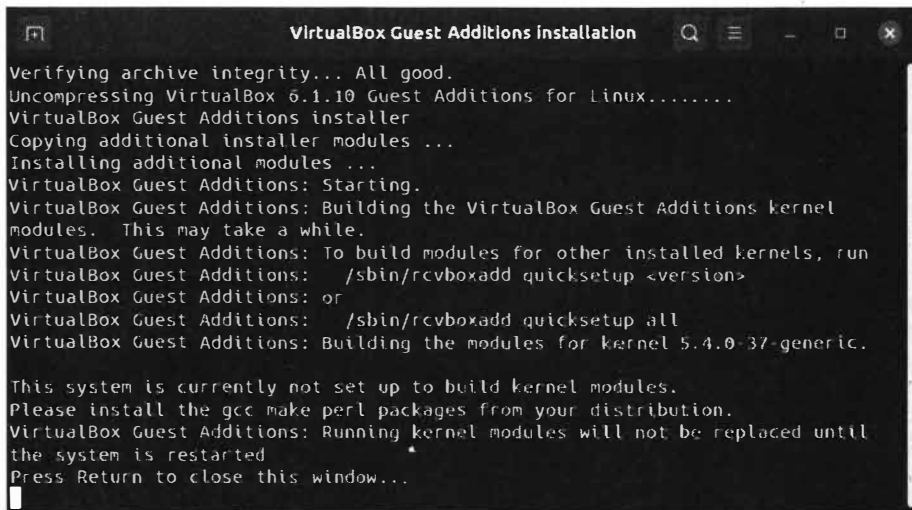 VirtualBox Guest Additions installation
Verifying archive integrity... All good.
Uncompressing VirtualBox 6.1.10 Guest Additions for Linux........
VirtualBox Guest Additions installer
Copying additional installer modules ...
Installing additional modules ...
VirtualBox Guest Additions: Starting.
VirtualBox Guest Additions: Building the VirtualBox Guest Additions kernel
modules.  This may take a while.
VirtualBox Guest Additions: To build modules for other installed kernels, run
VirtualBox Guest Additions:   /sbin/rcvboxadd quicksetup <version>
VirtualBox Guest Additions: or
VirtualBox Guest Additions:   /sbin/rcvboxadd quicksetup all
VirtualBox Guest Additions: Building the modules for kernel 5.4.0-37-generic.
This system is currently not set up to build kernel modules.
Please install the gcc make perl packages from your distribution.
VirtualBox Guest Additions: Running kernel modules will not be replaced until
the system is restarted
Press Return to close this window...